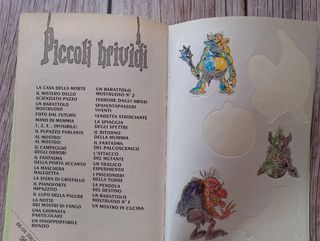 Piccoli brividi
LA CASA DELLA MORTE
IL MISTERO DELLO
SCIENZIATO PAZZO
UN BARATTOLO
MOSTRUOSO
FOTO DAL FUTURO
MANO DI MUMMIA
1, 2, 3... INVISIBILE!
IL PUPAZZO PARLANTE
AL MOSTRO!
AL MOSTRO!
IL CAMPEGGIO
DEGLI ORRORI
IL FANTASMA
DELLA PORTA ACCANTO
LA MASCHERA
MALEDETTA
LA SFERA DI CRISTALLO
IL PIANOFORTE
IMPAZZITO
IL LUPO DELLA PALUDE
LA NOTTE
DEI MOSTRI DI FANGO
UNA GIORNATA
PARTICOLARE
UN INSOPPORTABILE
RONZIO
UN BARATTOLO
MOSTRUOSO N° 2
TERRORE DAGLI ABISSI
SPAVENTAPASSERI
VIVENTI
VENDETTA STRISCIANTE
LA SPIAGGIA
DEGLI SPETTRI
IL RITORNO
DELLA MUMMIA
IL FANTASMA
DEL PALCOSCENICO
L'ATTACCO
DEL MUTANTE
UN TRAGICO
ESPERIMENTO
I PRIGIONIERI
DELLA TORRE
LA PENDOLA
DEL DESTINO
UN BARATTOLO
MOSTRUOSO N° 3
UN MOSTRO IN CUCINA